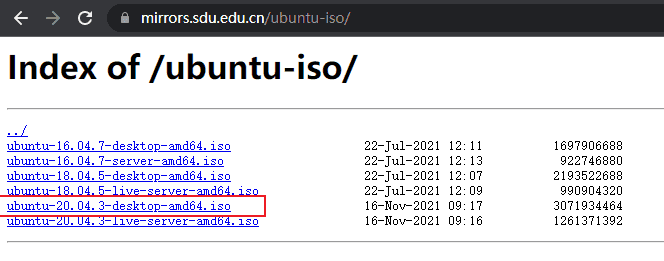 mirrors.sdu.edu.cn/ubuntu-iso/
Index of /ubuntu-iso/
../
ubuntu-16.04.7-desktop-amd64.iso 22-Jul-2021 12:11 1697906688
ubuntu-16.04.7-server-amd64.iso 22-Jul-2021 12:13 922746880
ubuntu-18.04.5-desktop-amd64.iso 22-Jul-2021 12:07 2193522688
ubuntu-18.04.5-live-server-amd64.iso 22-Jul-2021 12:09 990904320
ubuntu-20.04.3-desktop-amd64.iso 16-Nov-2021 09:17 3071934464
ubuntu-20.04.3-live-server-amd64.iso 16-Nov-2021 09:16 1261371392